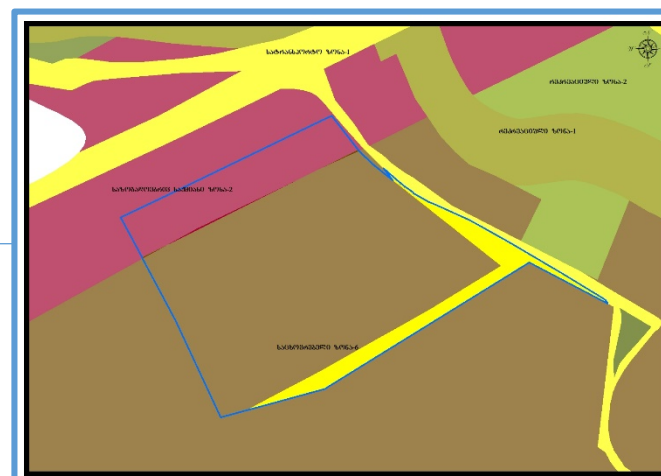 სატრანსპორტო ზონა-1
რეკრეაციული ზონა-2
რეკრეაციული ზონა-1
საზოგადოებრივ საქმიანი ზონა-2
საცხოვრებელი ზონა-6